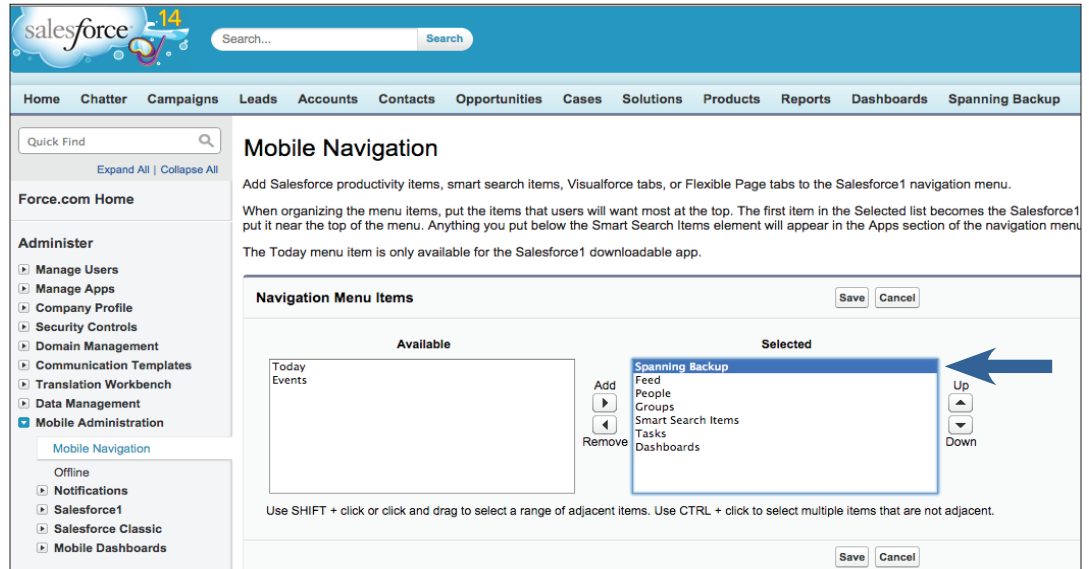 salesforce 14
Search... Search
Home Chatter Campaigns Leads Accounts Contacts Opportunities Cases Solutions Products Reports Dashboards Spanning Backup
Quick Find
Expand All | Collapse All
Force.com Home
Administer
Manage Users
Manage Apps
Company Profile
Security Controls
Domain Management
Communication Templates
Translation Workbench
Data Management
Mobile Administration
Mobile Navigation
Offline
Notifications
Salesforce1
Salesforce Classic
Mobile Dashboards
Mobile Navigation
Add Salesforce productivity items, smart search items, Visualforce tabs, or Flexible Page tabs to the Salesforce1 navigation menu.
When organizing the menu items, put the items that users will want most at the top. The first item in the Selected list becomes the Salesforce1
put it near the top of the menu. Anything you put below the Smart Search Items element will appear in the Apps section of the navigation menu
The Today menu item is only available for the Salesforce1 downloadable app.
Navigation Menu Items
Save Cancel
Available
Today
Events
Add
Remove
Selected
Spanning Backup
Feed
People
Groups
Smart Search Items
Tasks
Dashboards
Up
Down
Use SHIFT + click or click and drag to select a range of adjacent items. Use CTRL + click to select multiple items that are not adjacent.
Save Cancel